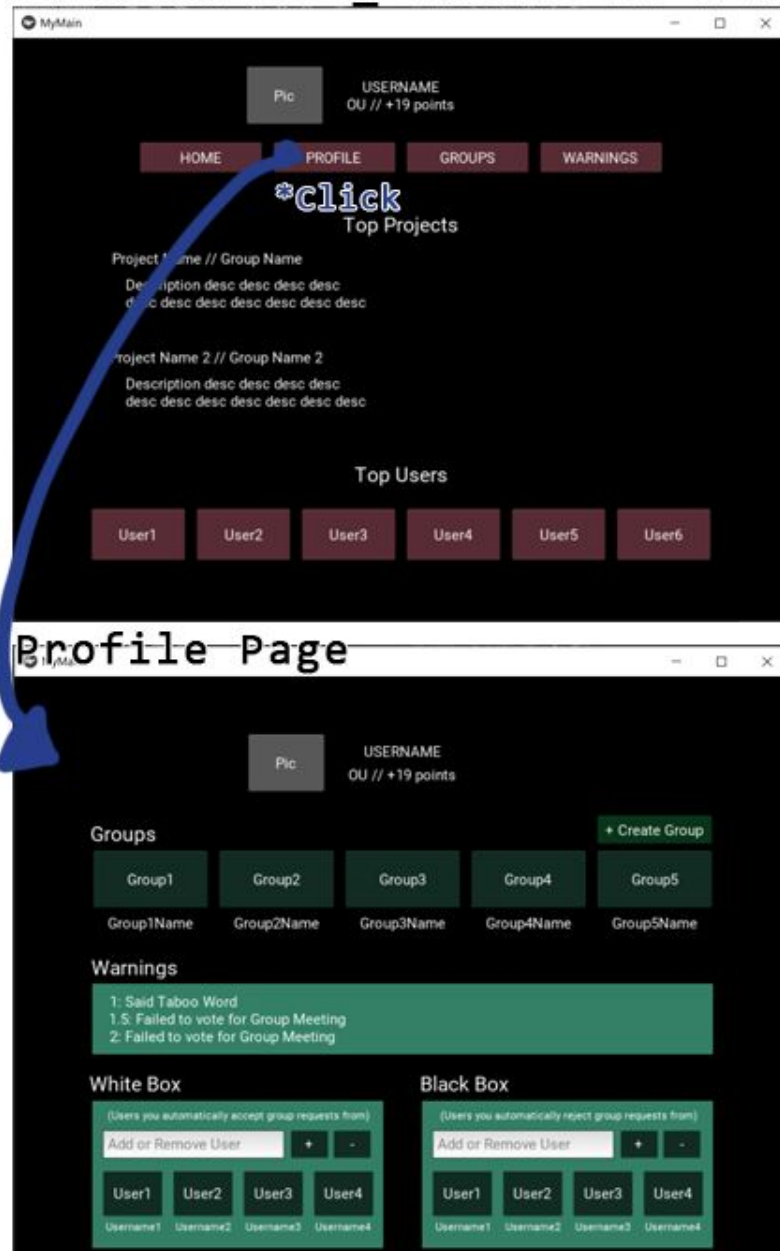 MyMain
Pic
USERNAME
OU // +19 points
HOME PROFILE GROUPS WARNINGS
*Click
Top Projects
Project Name // Group Name
Description desc desc desc desc
desc desc desc desc desc desc desc
Project Name 2 // Group Name 2
Description desc desc desc desc
desc desc desc desc desc desc desc
Top Users
User1 User2 User3 User4 User5 User6
Profile Page
MyMain
Pic
USERNAME
OU // +19 points
Groups
+ Create Group
Group1 Group2 Group3 Group4 Group5
Group1Name Group2Name Group3Name Group4Name Group5Name
Warnings
1: Said Taboo Word
1.5: Failed to vote for Group Meeting
2: Failed to vote for Group Meeting
White Box
(Users you automatically accept group requests from)
Add or Remove User + -
User1 User2 User3 User4
Username1 Username2 Username3 Username4
Black Box
(Users you automatically reject group requests from)
Add or Remove User + -
User1 User2 User3 User4
Username1 Username2 Username3 Username4